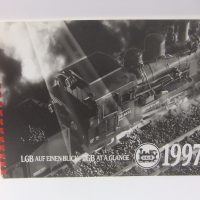 LGB AUF EINEN BLICK · LGB AT A GLANCE
LGB
1997